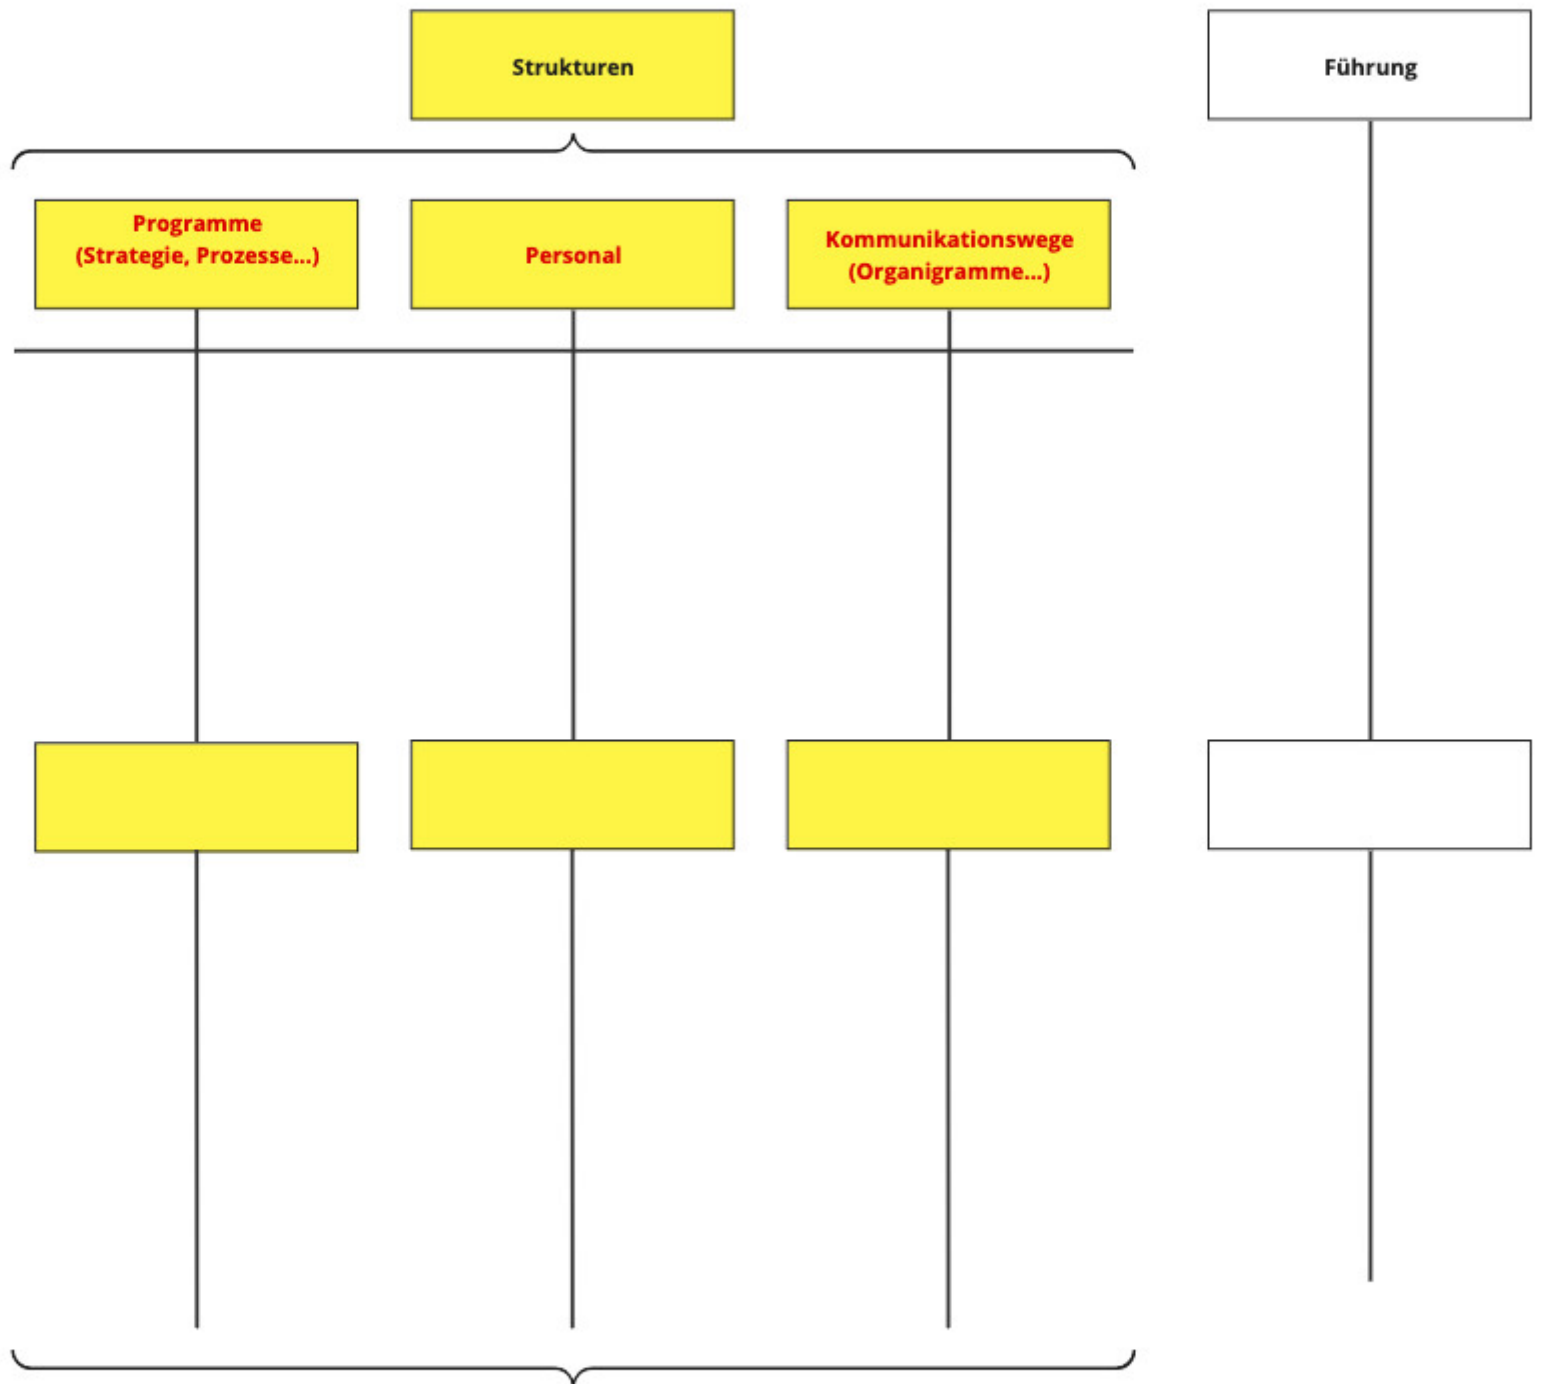 Strukturen
Führung
Programme
(Strategie, Prozesse...)
Personal
Kommunikationswege
(Organigramme...)